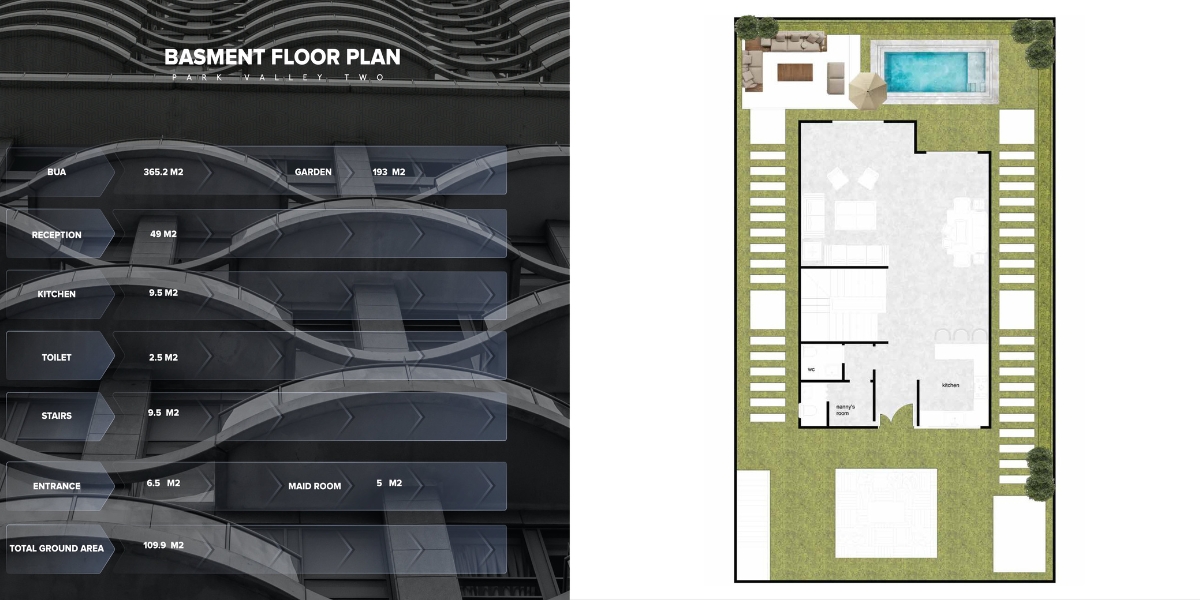 BASMENT FLOOR PLAN
PARK VALLEY TWO
BUA 365.2 M2 GARDEN 193 M2
RECEPTION 49 M2
KITCHEN 9.5 M2
TOILET 2.5 M2
STAIRS 9.5 M2
ENTRANCE 6.5 M2 MAID ROOM 5 M2
TOTAL GROUND AREA 109.9 M2
wc
kitchen
nanny's
room